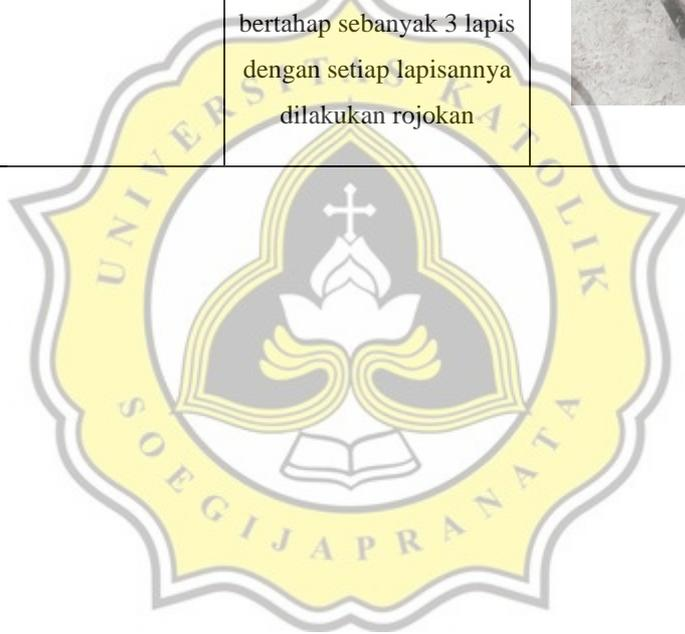 bertahap sebanyak 3 lapis
dengan setiap lapisannya
dilakukan rojokan
UNIVERSITAS KATOLIK
SOEGIJAPRANATA